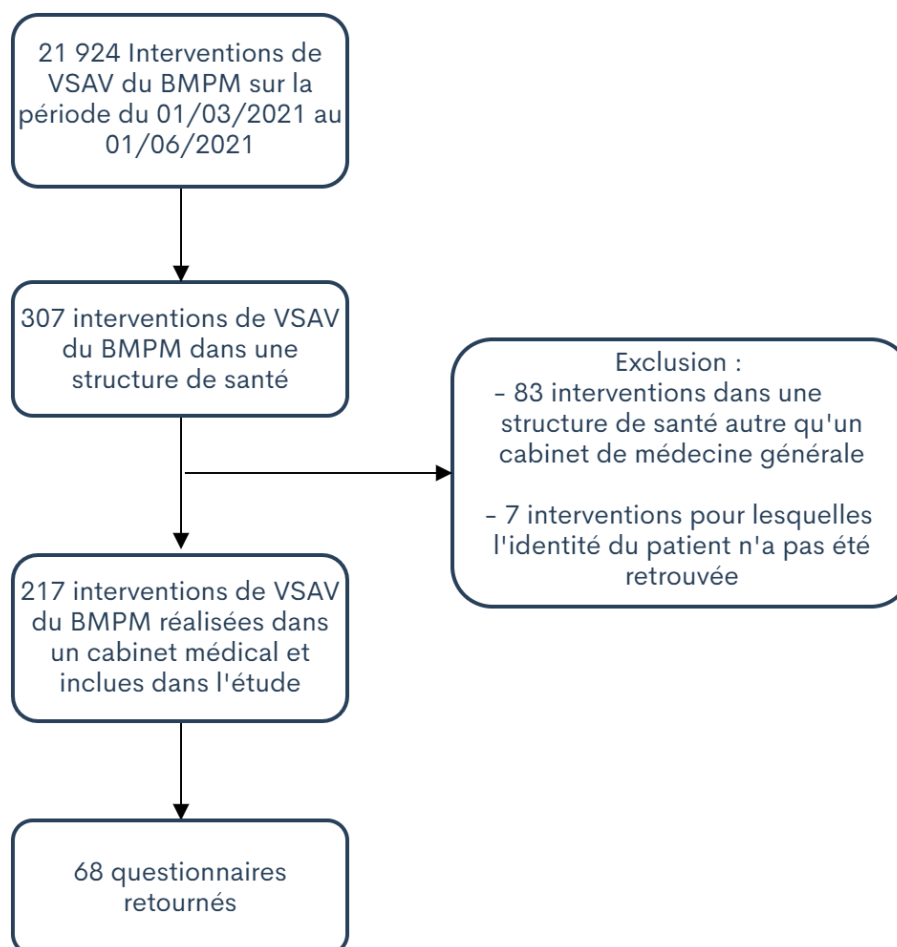 21 924 Interventions de
VSAV du BMPM sur la
période du 01/03/2021 au
01/06/2021
307 interventions de VSAV
du BMPM dans une
structure de santé
Exclusion :
- 83 interventions dans une
structure de santé autre qu'un
cabinet de médecine générale
- 7 interventions pour lesquelles
l'identité du patient n'a pas été
retrouvée
217 interventions de VSAV
du BMPM réalisées dans
un cabinet médical et
inclues dans l'étude
68 questionnaires
retournés